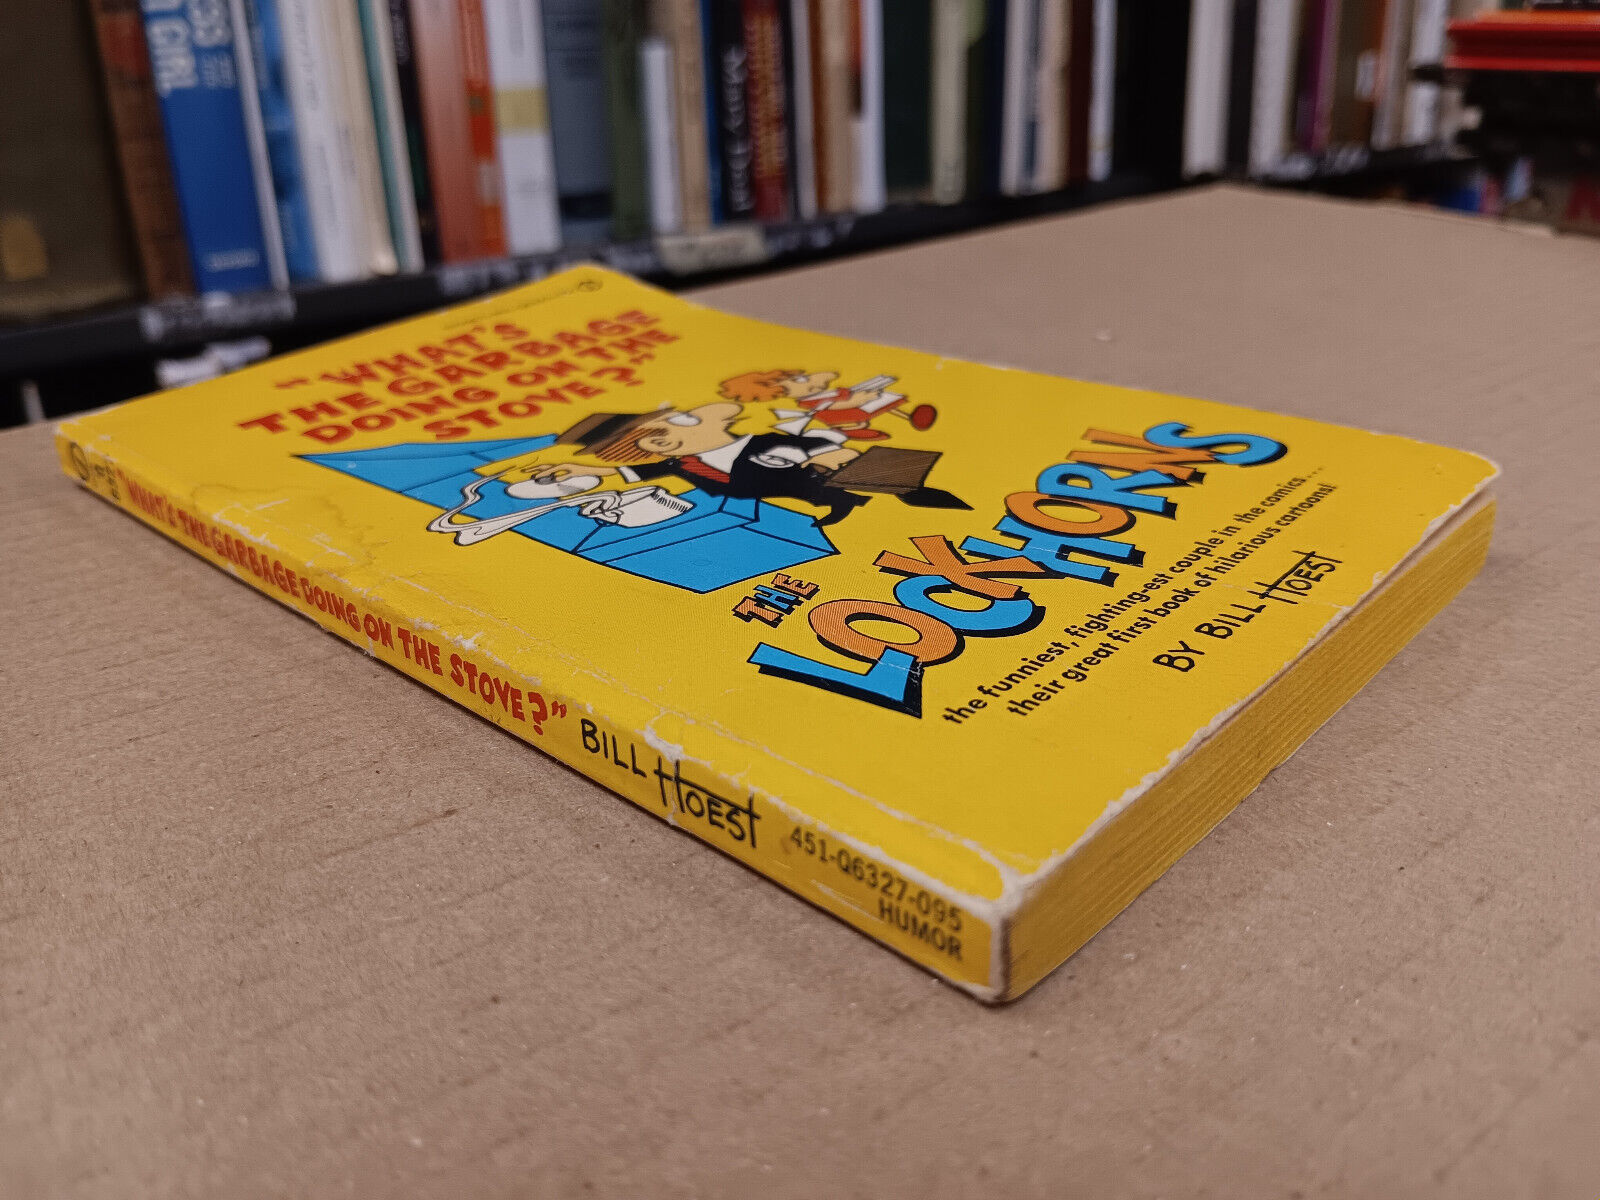 "WHAT'S
THE GARBAGE
DOING ON THE
STOVE?"
THE
LOCKHORNS
the funniest, fighting-est couple in the comics...
their great first book of hilarious cartoons!
BY BILL HOEST
"WHAT'S THE GARBAGE DOING ON THE STOVE?" BILL HOEST
451-Q6327-095
HUMOR
GIRL